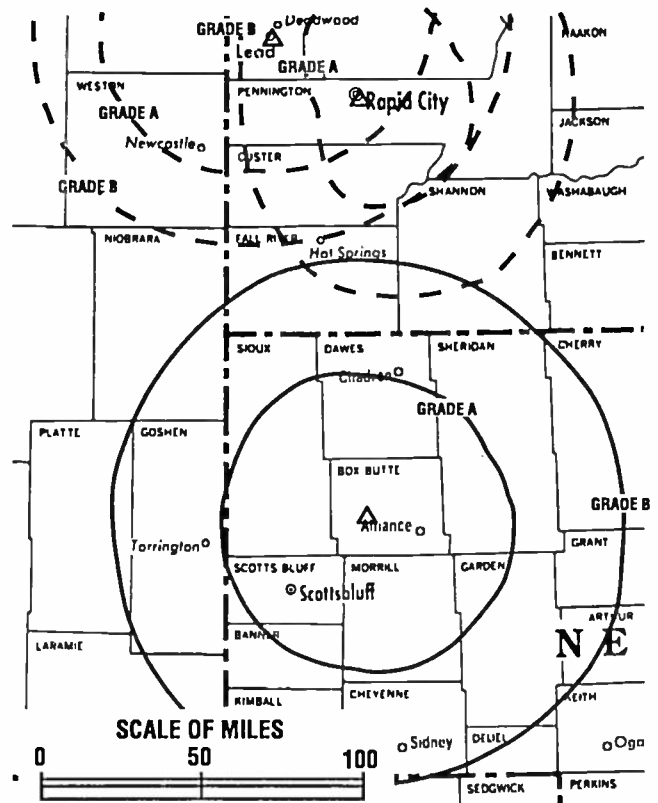 Deadwood
GRADE B
Lead
GRADE A
HAAKON
WESTON
PENNINGTON
Rapid City
GRADE A
JACKSON
Newcastle
CUSTER
GRADE B
SHANNON
WASHABAUGH
NIOBRARA
FALL RIVER
Hot Springs
BENNETT
SIOUX
DAWES
SHERIDAN
CHERRY
Chadron
GRADE A
PLATTE
GOSHEN
BOX BUTTE
GRADE B
Alliance
Torrington
GRANT
SCOTTS BLUFF
MORRILL
GARDEN
Scottsbluff
ARTHUR
BANNER
LARAMIE
N E
KIMBALL
CHEYENNE
KEITH
SCALE OF MILES
Sidney
DEUEL
Oga
0 50 100
SEDGWICK
PERKINS